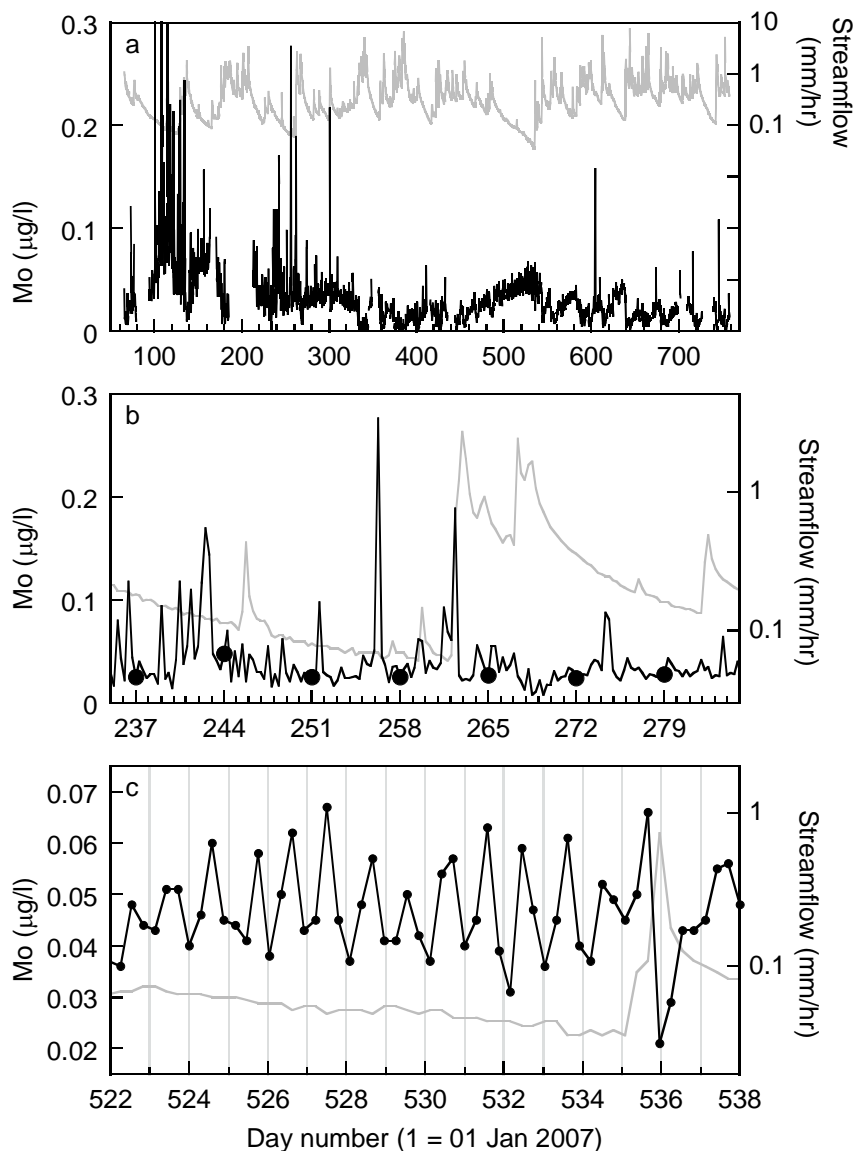 a
0.3
0.2
0.1
0
Mo (μg/l)
10
1
0.1
Streamflow
(mm/hr)
100 200 300 400 500 600 700
b
0.3
0.2
0.1
0
Mo (μg/l)
1
0.1
Streamflow (mm/hr)
237 244 251 258 265 272 279
c
0.07
0.06
0.05
0.04
0.03
0.02
Mo (μg/l)
1
0.1
Streamflow (mm/hr)
522 524 526 528 530 532 534 536 538
Day number (1 = 01 Jan 2007)